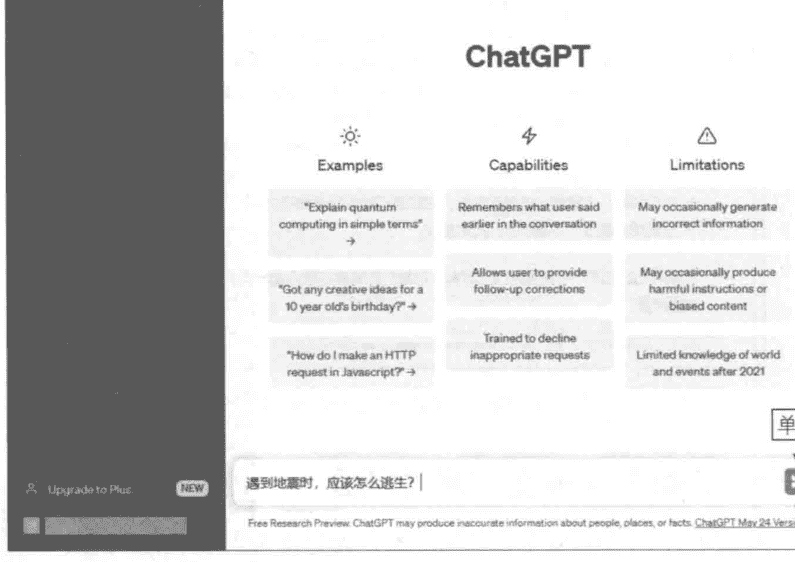 ChatGPT
Examples
"Explain quantum
computing in simple terms"
→
"Got any creative ideas for a
10 year old's birthday?" →
"How do I make an HTTP
request in Javascript?" →
Capabilities
Remembers what user said
earlier in the conversation
Allows user to provide
follow-up corrections
Trained to decline
inappropriate requests
Limitations
May occasionally generate
incorrect information
May occasionally produce
harmful instructions or
biased content
Limited knowledge of world
and events after 2021
单
Upgrade to Plus
NEW
遇到地震时，应该怎么逃生？
Free Research Preview. ChatGPT may produce inaccurate information about people, places, or facts. ChatGPT May 24 Versi